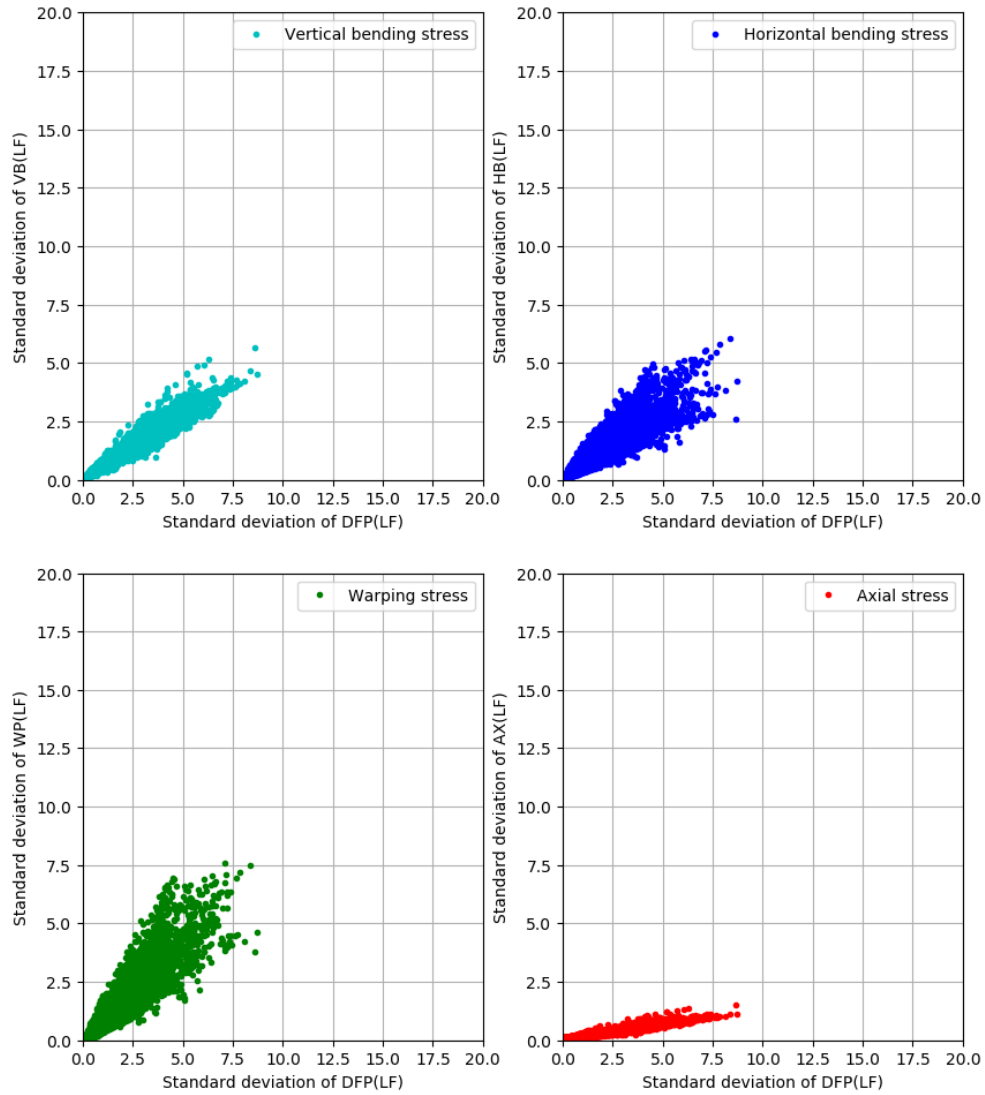 Vertical bending stress
20.0
17.5
15.0
12.5
10.0
7.5
5.0
2.5
0.0
Standard deviation of VB(LF)
0.0 2.5 5.0 7.5 10.0 12.5 15.0 17.5 20.0
Standard deviation of DFP(LF)
Horizontal bending stress
20.0
17.5
15.0
12.5
10.0
7.5
5.0
2.5
0.0
Standard deviation of HB(LF)
0.0 2.5 5.0 7.5 10.0 12.5 15.0 17.5 20.0
Standard deviation of DFP(LF)
Warping stress
20.0
17.5
15.0
12.5
10.0
7.5
5.0
2.5
0.0
Standard deviation of WP(LF)
0.0 2.5 5.0 7.5 10.0 12.5 15.0 17.5 20.0
Standard deviation of DFP(LF)
Axial stress
20.0
17.5
15.0
12.5
10.0
7.5
5.0
2.5
0.0
Standard deviation of AX(LF)
0.0 2.5 5.0 7.5 10.0 12.5 15.0 17.5 20.0
Standard deviation of DFP(LF)